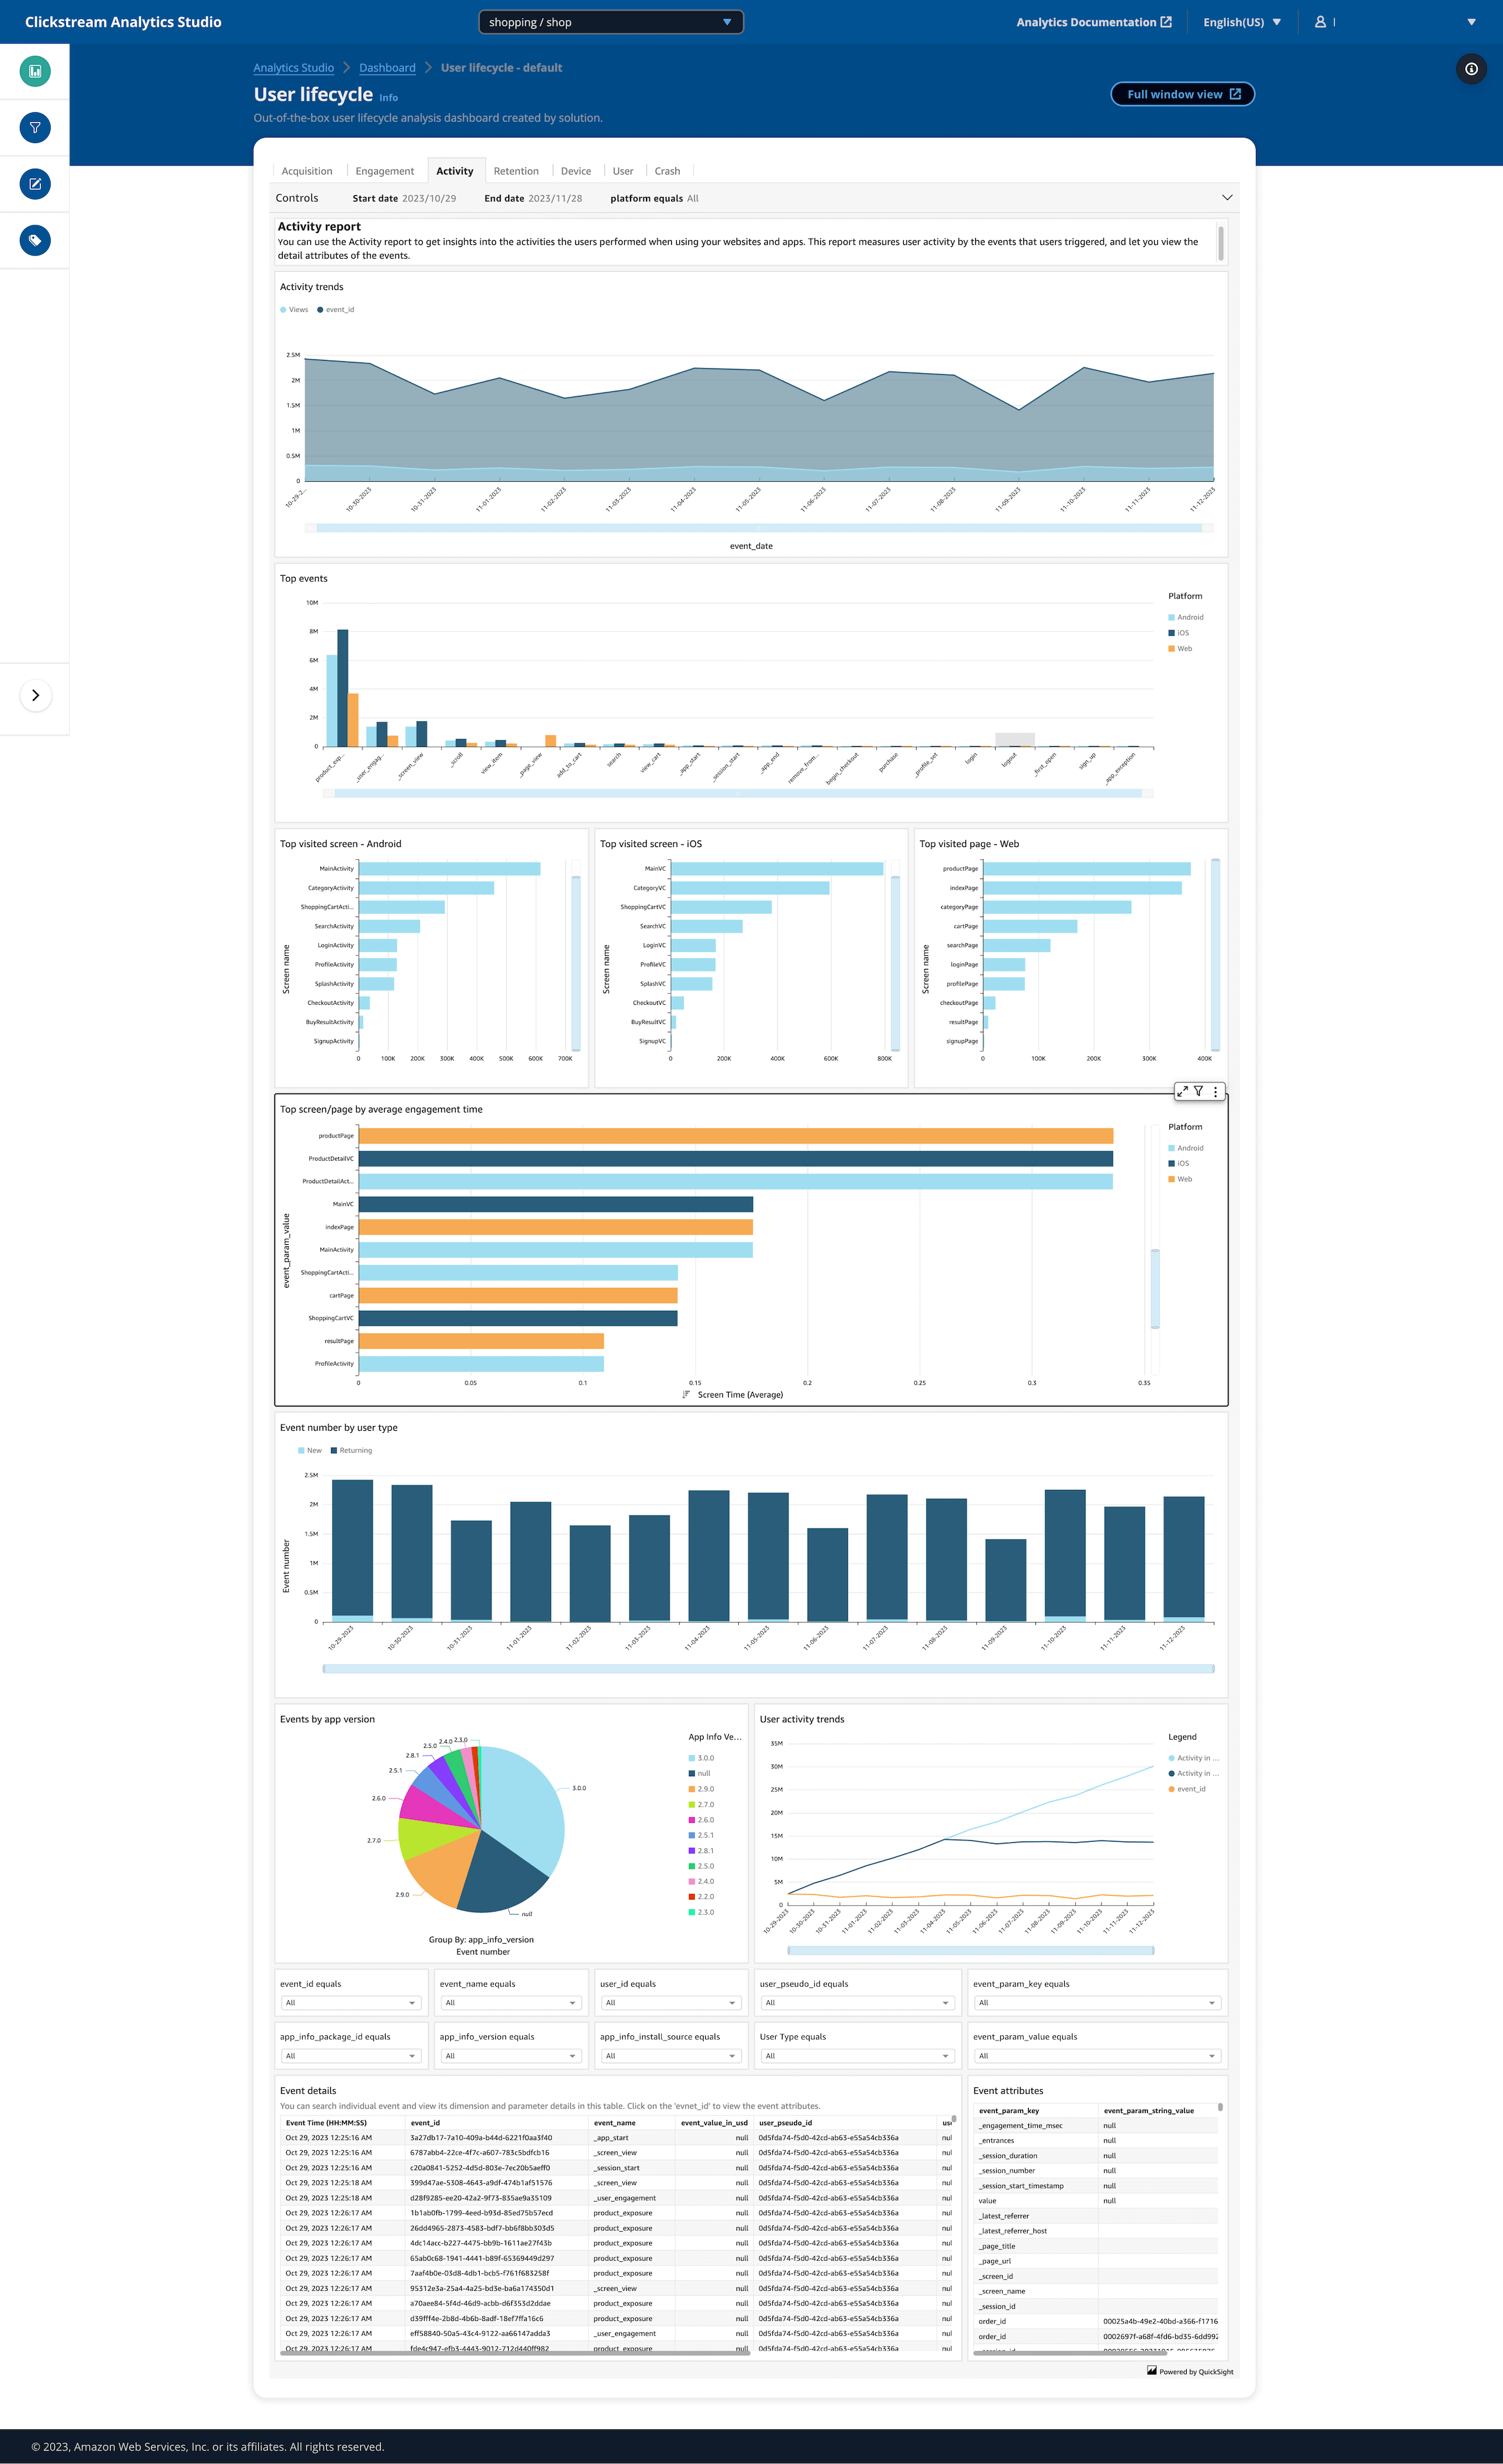 Clickstream Analytics Studio
shopping / shop
Analytics Documentation
English(US)
Analytics Studio
Dashboard
User lifecycle - default
User lifecycle Info
Full window view
Out-of-the-box user lifecycle analysis dashboard created by solution.
Acquisition
Engagement
Activity
Retention
Device
User
Crash
Controls
Start date 2023/10/29
End date 2023/11/28
platform equals All
Activity report
You can use the Activity report to get insights into the activities the users performed when using your websites and apps. This report measures user activity by the events that users triggered, and let you view the
detail attributes of the events.
Activity trends
Views
event_id
2.5M
2M
1.5M
1M
0.5M
0
10-29-2...
10-30-2023
10-31-2023
11-01-2023
11-02-2023
11-03-2023
11-04-2023
11-05-2023
11-06-2023
11-07-2023
11-08-2023
11-09-2023
11-10-2023
11-11-2023
11-12-2023
event_date
Top events
10M
8M
6M
4M
2M
0
product_exp...
_user_engag...
_screen_view
_scroll
view_item
_page_view
add_to_cart
search
view_cart
_app_start
_session_start
_app_end
remove_from...
begin_checkout
purchase
_profile_set
login
logout
_first_open
sign_up
_app_exception
Platform
Android
iOS
Web
Top visited screen - Android
Screen name
MainActivity
CategoryActivity
ShoppingCartActi...
SearchActivity
LoginActivity
ProfileActivity
SplashActivity
CheckoutActivity
BuyResultActivity
SignupActivity
0
100K
200K
300K
400K
500K
600K
700K
Top visited screen - iOS
Screen name
MainVC
CategoryVC
ShoppingCartVC
SearchVC
LoginVC
ProfileVC
SplashVC
CheckoutVC
BuyResultVC
SignupVC
0
200K
400K
600K
800K
Top visited page - Web
Screen name
productPage
indexPage
categoryPage
cartPage
searchPage
loginPage
profilePage
checkoutPage
resultPage
signupPage
0
100K
200K
300K
400K
Top screen/page by average engagement time
event_param_value
productPage
ProductDetailVC
ProductDetailAct...
MainVC
indexPage
MainActivity
ShoppingCartActi...
cartPage
ShoppingCartVC
resultPage
ProfileActivity
0
0.05
0.1
0.15
0.2
0.25
0.3
0.35
Screen Time (Average)
Platform
Android
iOS
Web
Event number by user type
New
Returning
Event number
2.5M
2M
1.5M
1M
0.5M
0
10-29-2023
10-30-2023
10-31-2023
11-01-2023
11-02-2023
11-03-2023
11-04-2023
11-05-2023
11-06-2023
11-07-2023
11-08-2023
11-09-2023
11-10-2023
11-11-2023
11-12-2023
Events by app version
2.3.0
2.4.0
2.5.0
2.8.1
2.5.1
2.6.0
2.7.0
2.9.0
null
3.0.0
Group By: app_info_version
Event number
App Info Ve...
3.0.0
null
2.9.0
2.7.0
2.6.0
2.5.1
2.8.1
2.5.0
2.4.0
2.2.0
2.3.0
User activity trends
35M
30M
25M
20M
15M
10M
5M
0
10-29-2023
10-30-2023
10-31-2023
11-01-2023
11-02-2023
11-03-2023
11-04-2023
11-05-2023
11-06-2023
11-07-2023
11-08-2023
11-09-2023
11-10-2023
11-11-2023
11-12-2023
Legend
Activity in ...
Activity in ...
event_id
event_id equals
All
event_name equals
All
user_id equals
All
user_pseudo_id equals
All
event_param_key equals
All
app_info_package_id equals
All
app_info_version equals
All
app_info_install_source equals
All
User Type equals
All
event_param_value equals
All
Event details
You can search individual event and view its dimension and parameter details in this table. Click on the 'evnet_id' to view the event attributes.
Event Time (HH:MM:SS) event_id event_name event_value_in_usd user_pseudo_id
Oct 29, 2023 12:25:16 AM 3a27db17-7a10-409a-b44d-6221f0aa3f40 _app_start null 0d5fda74-f5d0-42cd-ab63-e55a54cb336a
Oct 29, 2023 12:25:16 AM 6787abb4-22ce-4f7c-a607-783c5bdfcb16 _screen_view null 0d5fda74-f5d0-42cd-ab63-e55a54cb336a
Oct 29, 2023 12:25:16 AM c20a0841-5252-4d5d-803e-7ec20b5aeff0 _session_start null 0d5fda74-f5d0-42cd-ab63-e55a54cb336a
Oct 29, 2023 12:25:18 AM 399d47ae-5308-4643-a9df-474b1af51576 _screen_view null 0d5fda74-f5d0-42cd-ab63-e55a54cb336a
Oct 29, 2023 12:25:18 AM d28f9285-ee20-42a2-9f73-835ae9a35109 _user_engagement null 0d5fda74-f5d0-42cd-ab63-e55a54cb336a
Oct 29, 2023 12:26:17 AM 1b1ab0fb-1799-4eed-b93d-85ed75b57ecd product_exposure null 0d5fda74-f5d0-42cd-ab63-e55a54cb336a
Oct 29, 2023 12:26:17 AM 26dd4965-2873-4583-bdf7-bb6f8bb303d5 product_exposure null 0d5fda74-f5d0-42cd-ab63-e55a54cb336a
Oct 29, 2023 12:26:17 AM 4dc14acc-b227-4475-bb9b-1611ae27f43b product_exposure null 0d5fda74-f5d0-42cd-ab63-e55a54cb336a
Oct 29, 2023 12:26:17 AM 65ab0c68-1941-4441-b89f-65369449d297 product_exposure null 0d5fda74-f5d0-42cd-ab63-e55a54cb336a
Oct 29, 2023 12:26:17 AM 7aaf4b0e-03d8-4db1-bcb5-f761f683258f product_exposure null 0d5fda74-f5d0-42cd-ab63-e55a54cb336a
Oct 29, 2023 12:26:17 AM 95312e3a-25a4-4a25-bd3e-ba6a174350d1 _screen_view null 0d5fda74-f5d0-42cd-ab63-e55a54cb336a
Oct 29, 2023 12:26:17 AM a70aee84-5f4d-46d9-acbb-d6f353d2ddae product_exposure null 0d5fda74-f5d0-42cd-ab63-e55a54cb336a
Oct 29, 2023 12:26:17 AM d39fff4e-2b8d-4b6b-8adf-18ef7ffa16c6 product_exposure null 0d5fda74-f5d0-42cd-ab63-e55a54cb336a
Oct 29, 2023 12:26:17 AM eff58840-50a5-43c4-9122-aa66147adda3 _user_engagement null 0d5fda74-f5d0-42cd-ab63-e55a54cb336a
Oct 29, 2023 12:26:17 AM fde4c947-efb3-4443-9012-712d440ff982 product_exposure null 0d5fda74-f5d0-42cd-ab63-e55a54cb336a
Event attributes
event_param_key event_param_string_value
_engagement_time_msec null
_entrances null
_session_duration null
_session_number null
_session_start_timestamp null
value null
_latest_referrer
_latest_referrer_host
_page_title
_page_url
_screen_id
_screen_name
_session_id
order_id 00025a4b-49e2-40bd-a366-f1716
order_id 0002697f-a68f-4fd6-bd35-6dd992
Powered by QuickSight
© 2023, Amazon Web Services, Inc. or its affiliates. All rights reserved.